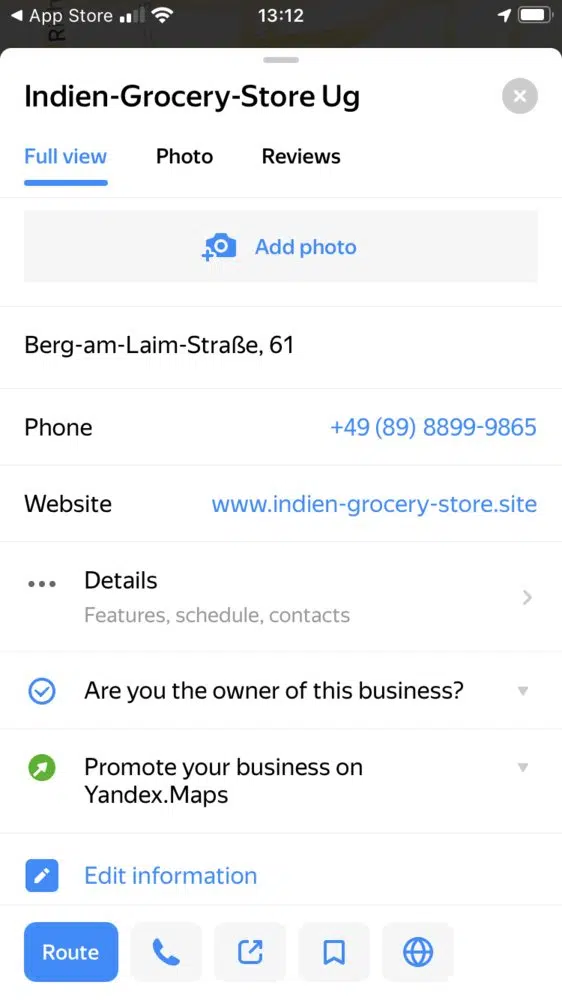 App Store
13:12
Indien-Grocery-Store Ug
Full view Photo Reviews
Add photo
Berg-am-Laim-Straße, 61
Phone +49 (89) 8899-9865
Website www.indien-grocery-store.site
Details
Features, schedule, contacts
Are you the owner of this business?
Promote your business on
Yandex.Maps
Edit information
Route